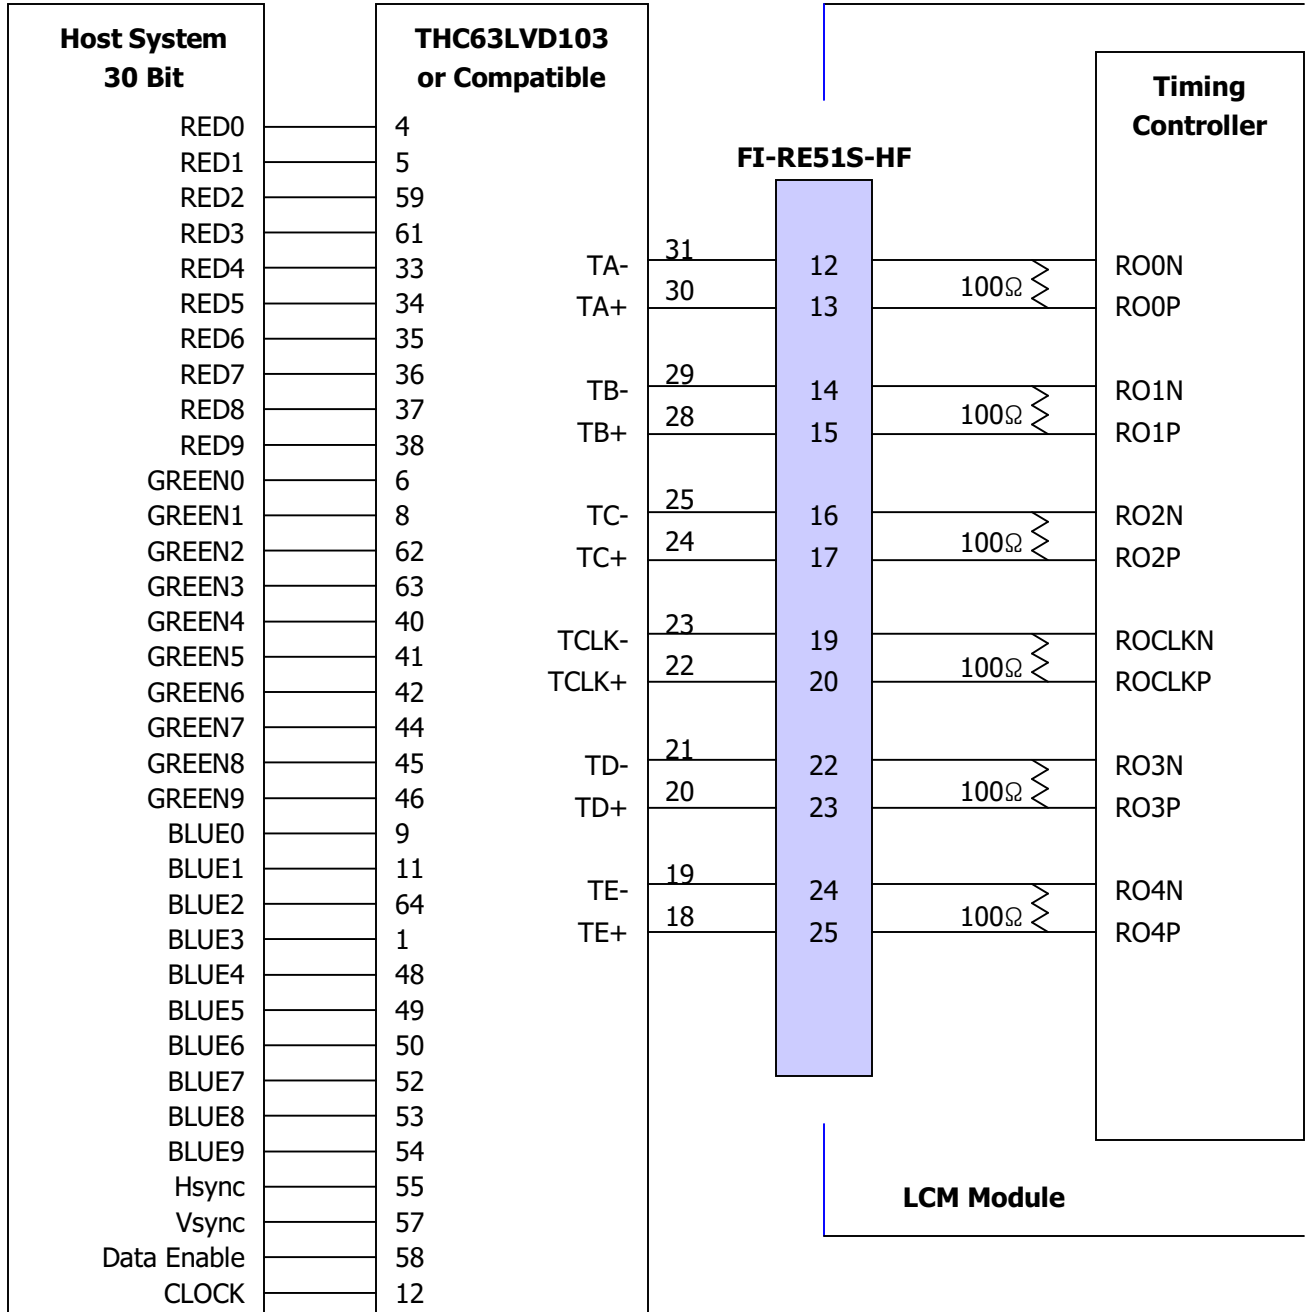 Host System
30 Bit
RED0
RED1
RED2
RED3
RED4
RED5
RED6
RED7
RED8
RED9
GREEN0
GREEN1
GREEN2
GREEN3
GREEN4
GREEN5
GREEN6
GREEN7
GREEN8
GREEN9
BLUE0
BLUE1
BLUE2
BLUE3
BLUE4
BLUE5
BLUE6
BLUE7
BLUE8
BLUE9
Hsync
Vsync
Data Enable
CLOCK
THC63LVD103
or Compatible
4
5
59
61
33
34
35
36
37
38
6
8
62
63
40
41
42
44
45
46
9
11
64
1
48
49
50
52
53
54
55
57
58
12
TA-
TA+
TB-
TB+
TC-
TC+
TCLK-
TCLK+
TD-
TD+
TE-
TE+
31
30
29
28
25
24
23
22
21
20
19
18
FI-RE51S-HF
12
13
14
15
16
17
19
20
22
23
24
25
100Ω
100Ω
100Ω
100Ω
100Ω
100Ω
Timing
Controller
RO0N
RO0P
RO1N
RO1P
RO2N
RO2P
ROCLKN
ROCLKP
RO3N
RO3P
RO4N
RO4P
LCM Module